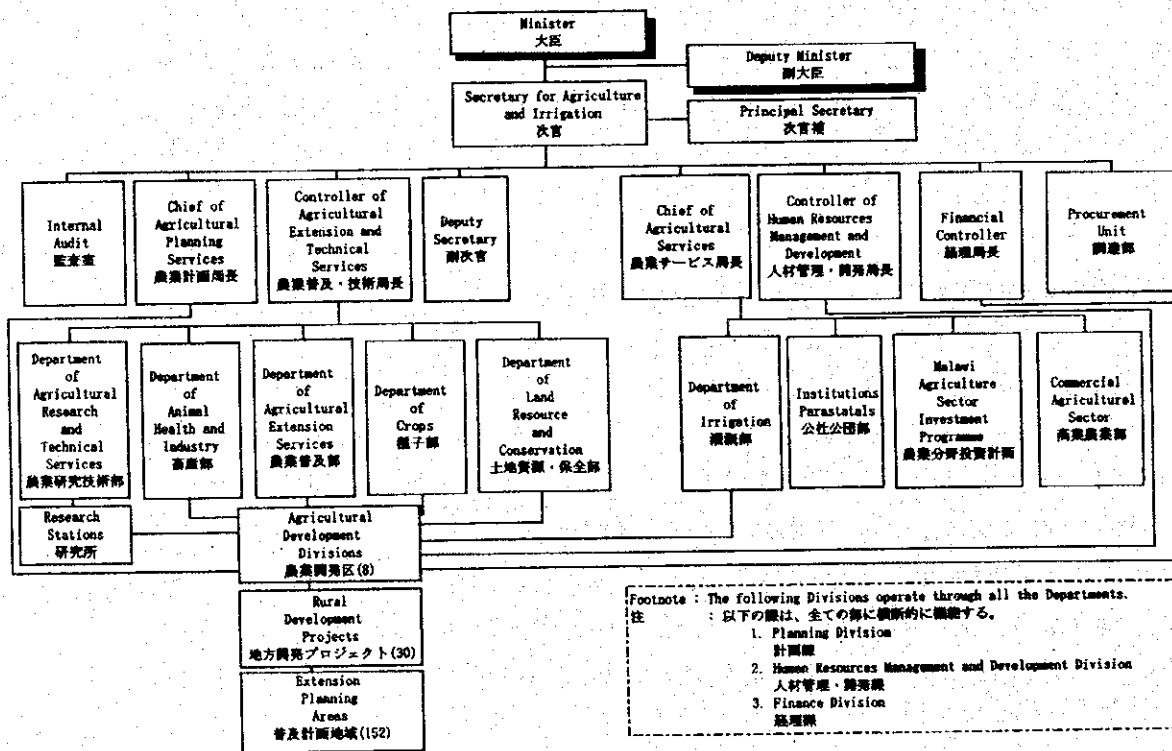 Minister
大臣
Deputy Minister
副大臣
Secretary for Agriculture
and Irrigation
次官
Principal Secretary
次官補
Internal
Audit
監査室
Chief of
Agricultural
Planning
Services
農業計画局長
Controller of
Agricultural
Extension and
Technical
Services
農業普及・技術局長
Deputy
Secretary
副次官
Chief of
Agricultural
Services
農業サービス局長
Controller of
Human Resources
Management and
Development
人材管理・開発局長
Financial
Controller
経理局長
Procurement
Unit
調達部
Department
of
Agricultural
Research
and
Technical
Services
農業研究技術部
Department
of
Animal
Health and
Industry
畜産部
Department
of
Agricultural
Extension
Services
農業普及部
Department
of
Crops
種子部
Department
of
Land
Resource
and
Conservation
土地資源・保全部
Department
of
Irrigation
灌漑部
Institutions
Parastatals
公社公団部
Malawi
Agriculture
Sector
Investment
Programme
農業分野投資計画
Commercial
Agricultural
Sector
商業農業部
Research
Stations
研究所
Agricultural
Development
Divisions
農業開発区(8)
Rural
Development
Projects
地方開発プロジェクト(30)
Extension
Planning
Areas
普及計画地域(152)
Footnote : The following Divisions operate through all the Departments.
注 : 以下の課は、全ての部に横断的に機能する。
1. Planning Division
計画課
2. Human Resources Management and Development Division
人材管理・開発課
3. Finance Division
経理課